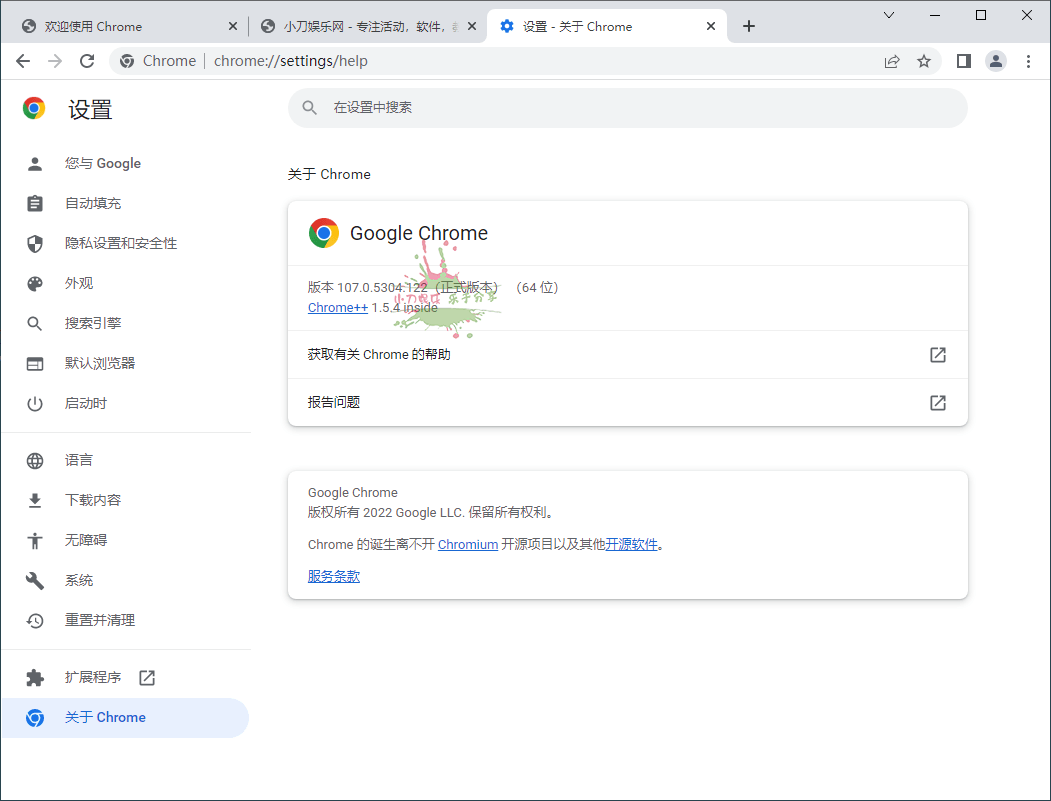 欢迎使用 Chrome
小刀娱乐网 - 专注活动，软件，
设置 - 关于 Chrome
Chrome | chrome://settings/help
设置
在设置中搜索
您与 Google
自动填充
隐私设置和安全性
外观
搜索引擎
默认浏览器
启动时
语言
下载内容
无障碍
系统
重置并清理
扩展程序
关于 Chrome
关于 Chrome
Google Chrome
版本 107.0.5304.122（正式版本） （64 位）
Chrome++ 1.5.4 inside
小刀娱乐 乐于分享
获取有关 Chrome 的帮助
报告问题
Google Chrome
版权所有 2022 Google LLC. 保留所有权利。
Chrome 的诞生离不开 Chromium 开源项目以及其他开源软件。
服务条款